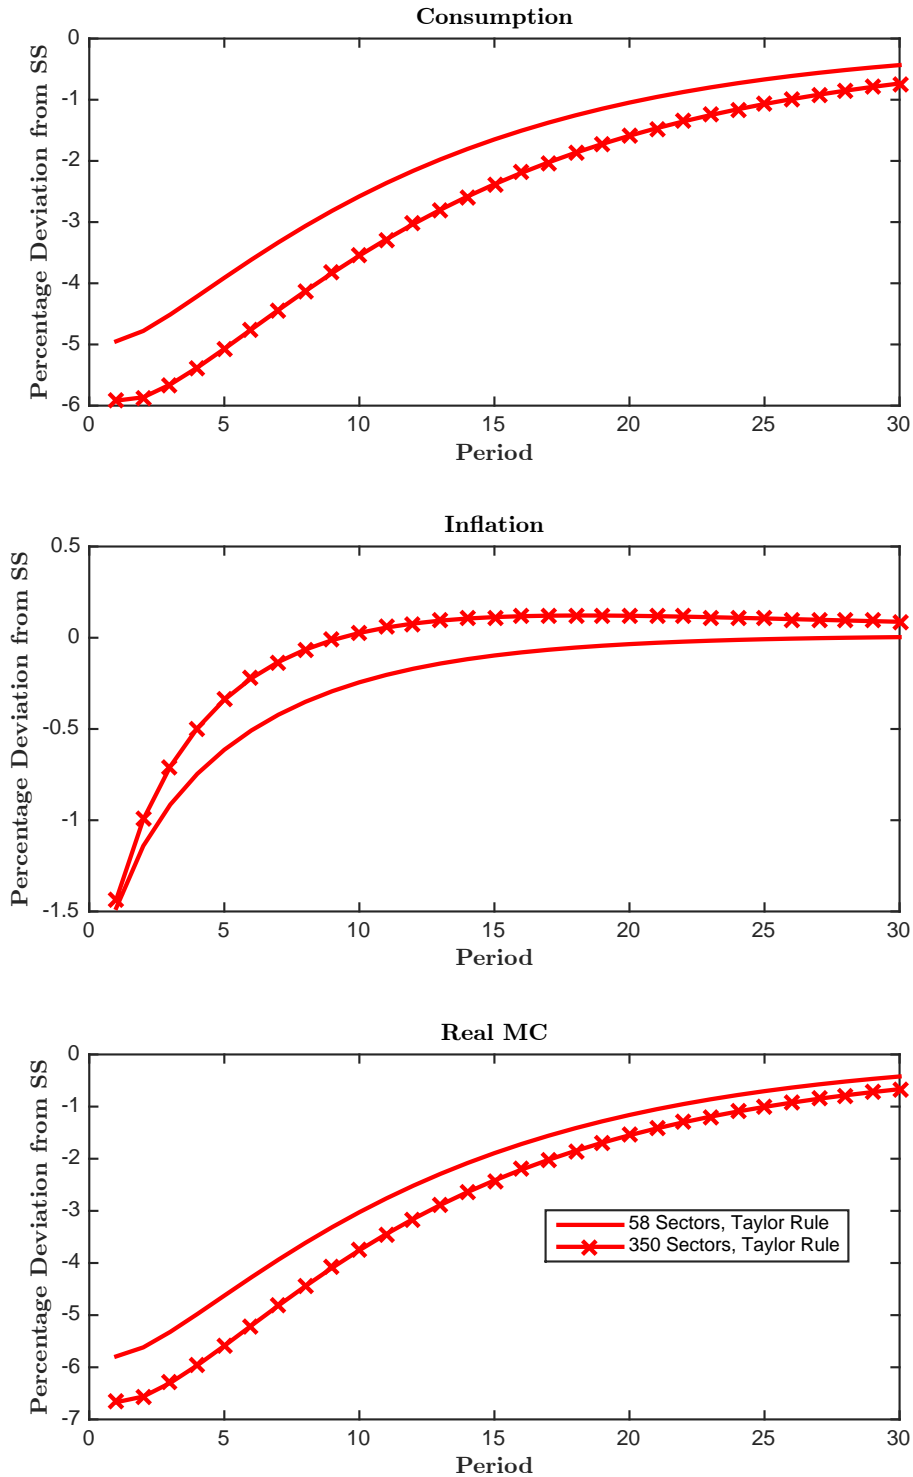 Consumption
Percentage Deviation from SS
0
-1
-2
-3
-4
-5
-6
0 5 10 15 20 25 30
Period
Inflation
Percentage Deviation from SS
0.5
0
-0.5
-1
-1.5
0 5 10 15 20 25 30
Period
Real MC
Percentage Deviation from SS
0
-1
-2
-3
-4
-5
-6
-7
58 Sectors, Taylor Rule
350 Sectors, Taylor Rule
0 5 10 15 20 25 30
Period